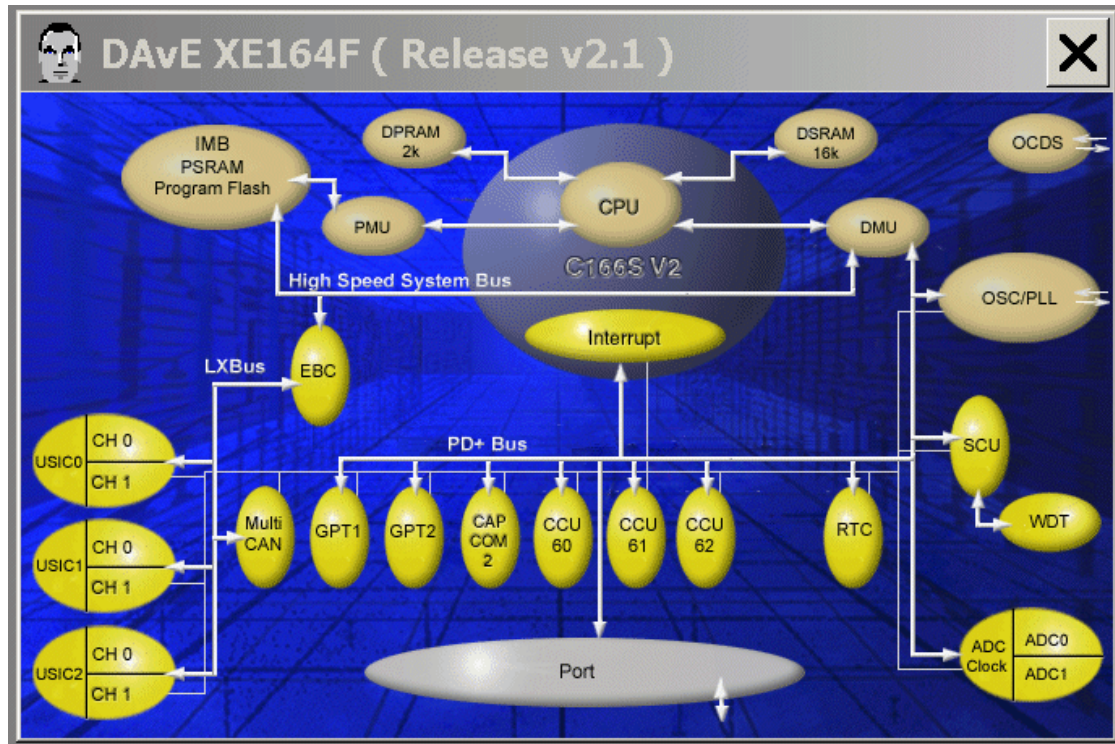 DAvE XE164F ( Release v2.1 )
IMB
PSRAM
Program Flash
DPRAM
2k
DSRAM
16k
OCDS
CPU
PMU
DMU
C166S V2
High Speed System Bus
OSC/PLL
Interrupt
LXBus
EBC
PD+ Bus
SCU
USIC0
CH 0
CH 1
Multi
CAN
GPT1
GPT2
CAP
COM
2
CCU
60
CCU
61
CCU
62
RTC
WDT
USIC1
CH 0
CH 1
USIC2
CH 0
CH 1
Port
ADC
Clock
ADC0
ADC1